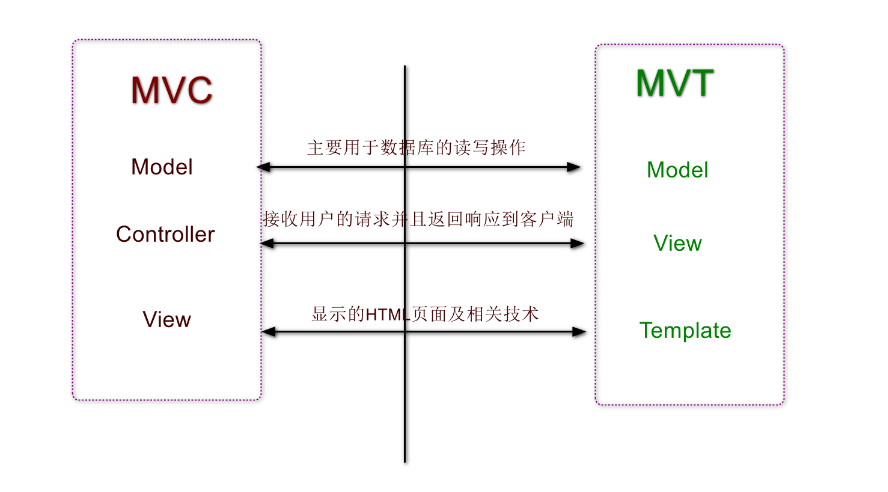 MVC
MVT
主要用于数据库的读写操作
Model
Model
接收用户的请求并且返回响应到客户端
Controller
View
显示的HTML页面及相关技术
View
Template